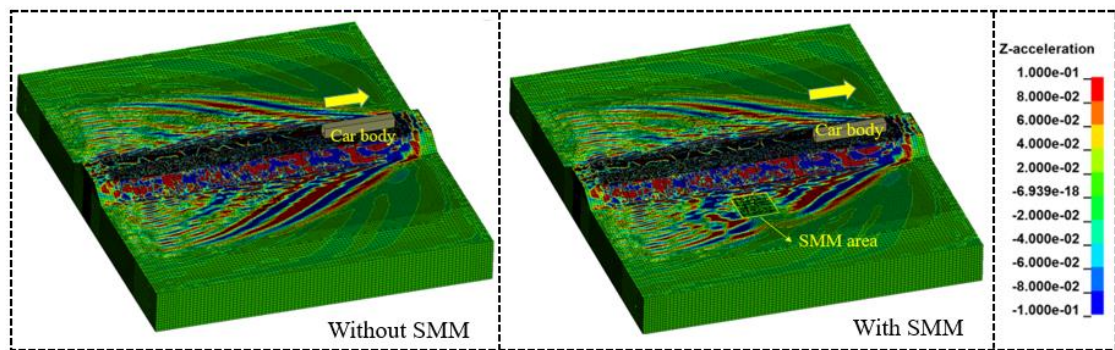 Car body
Without SMM
Car body
SMM area
With SMM
Z-acceleration
1.000e-01
8.000e-02
6.000e-02
4.000e-02
2.000e-02
-6.939e-18
-2.000e-02
-4.000e-02
-6.000e-02
-8.000e-02
-1.000e-01